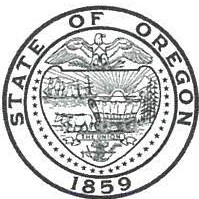 STATE OF OREGON
THE UNION
1859